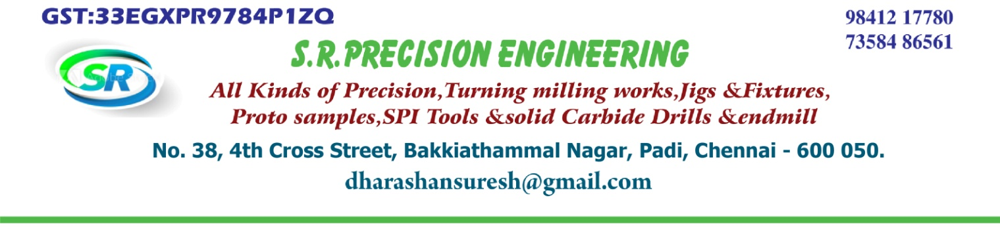 GST:33EGXPR9784P1ZQ
98412 17780
73584 86561
SR
S.R.PRECISION ENGINEERING
All Kinds of Precision,Turning milling works,Jigs &Fixtures,
Proto samples,SPI Tools &solid Carbide Drills &endmill
No. 38, 4th Cross Street, Bakkiathammal Nagar, Padi, Chennai - 600 050.
dharashansuresh@gmail.com